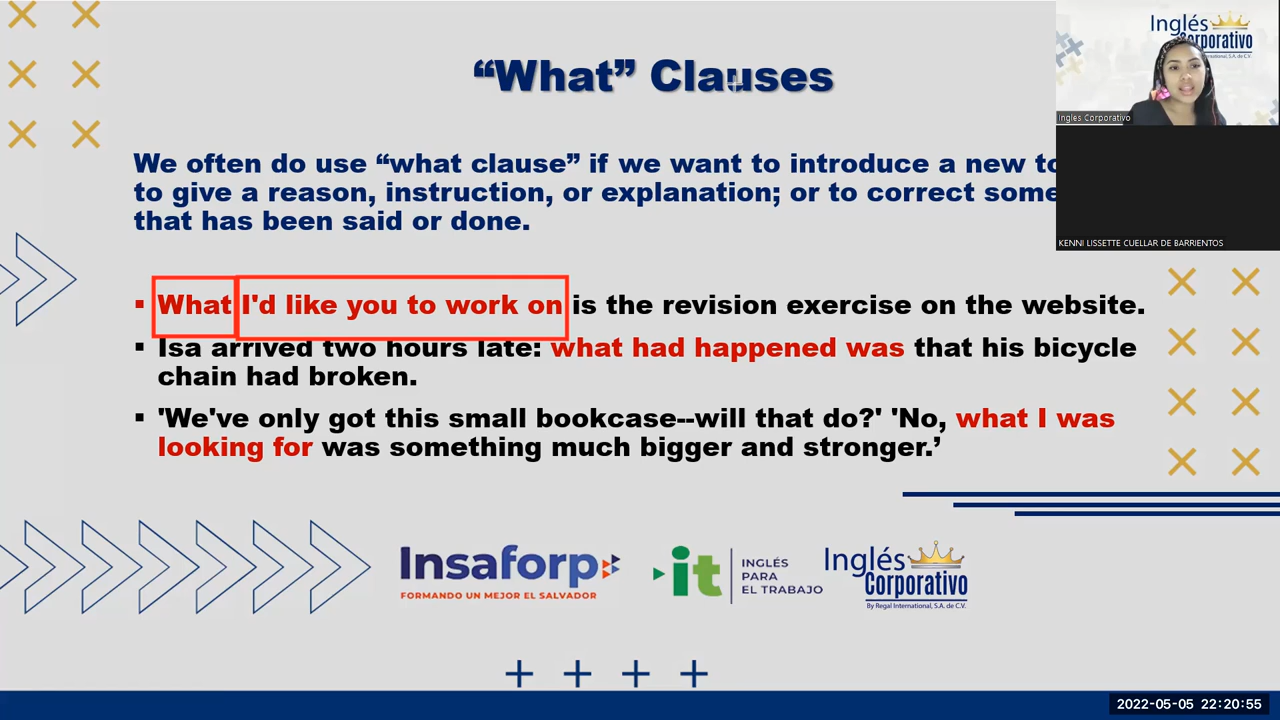 “What” Clauses
We often do use “what clause” if we want to introduce a new to
to give a reason, instruction, or explanation; or to correct some
that has been said or done.
▪ What I'd like you to work on is the revision exercise on the website.
▪ Isa arrived two hours late: what had happened was that his bicycle
chain had broken.
▪ 'We've only got this small bookcase--will that do?' 'No, what I was
looking for was something much bigger and stronger.’
Inglés
Corporativo
Ingles Corporativo
KENNI LISSETTE CUELLAR DE BARRIENTOS
Insaforp
FORMANDO UN MEJOR EL SALVADOR
it
INGLÉS
PARA
EL TRABAJO
Inglés
Corporativo
By Regal International, S.A. de C.V.
2022-05-05 22:20:55